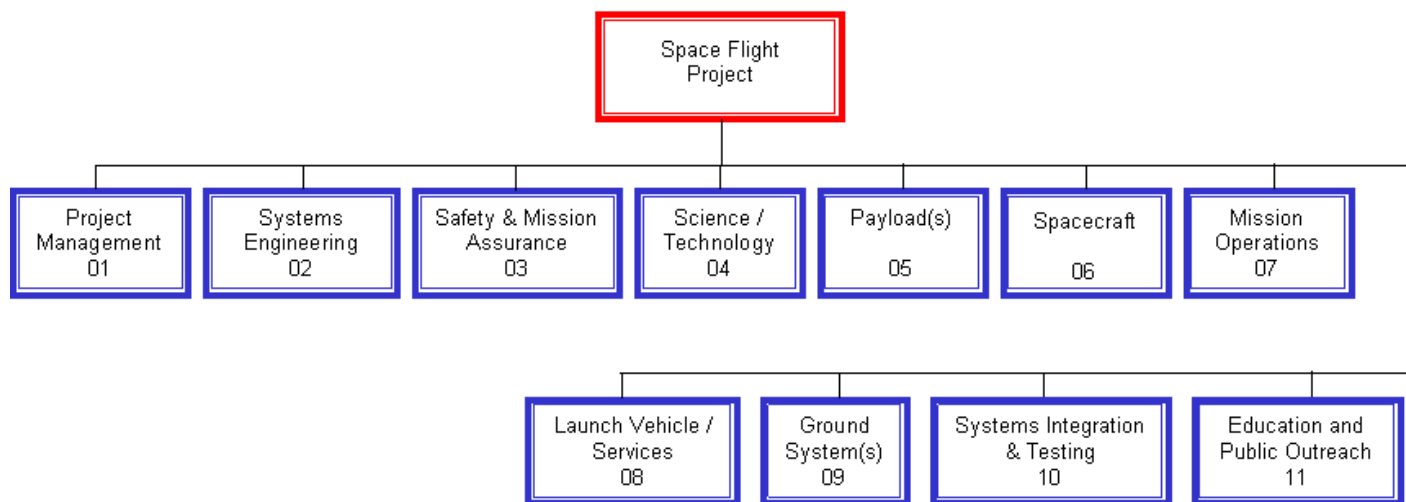 Space Flight
Project
Project
Management
01
Systems
Engineering
02
Safety & Mission
Assurance
03
Science /
Technology
04
Payload(s)
05
Spacecraft
06
Mission
Operations
07
Launch Vehicle /
Services
08
Ground
System(s)
09
Systems Integration
& Testing
10
Education and
Public Outreach
11